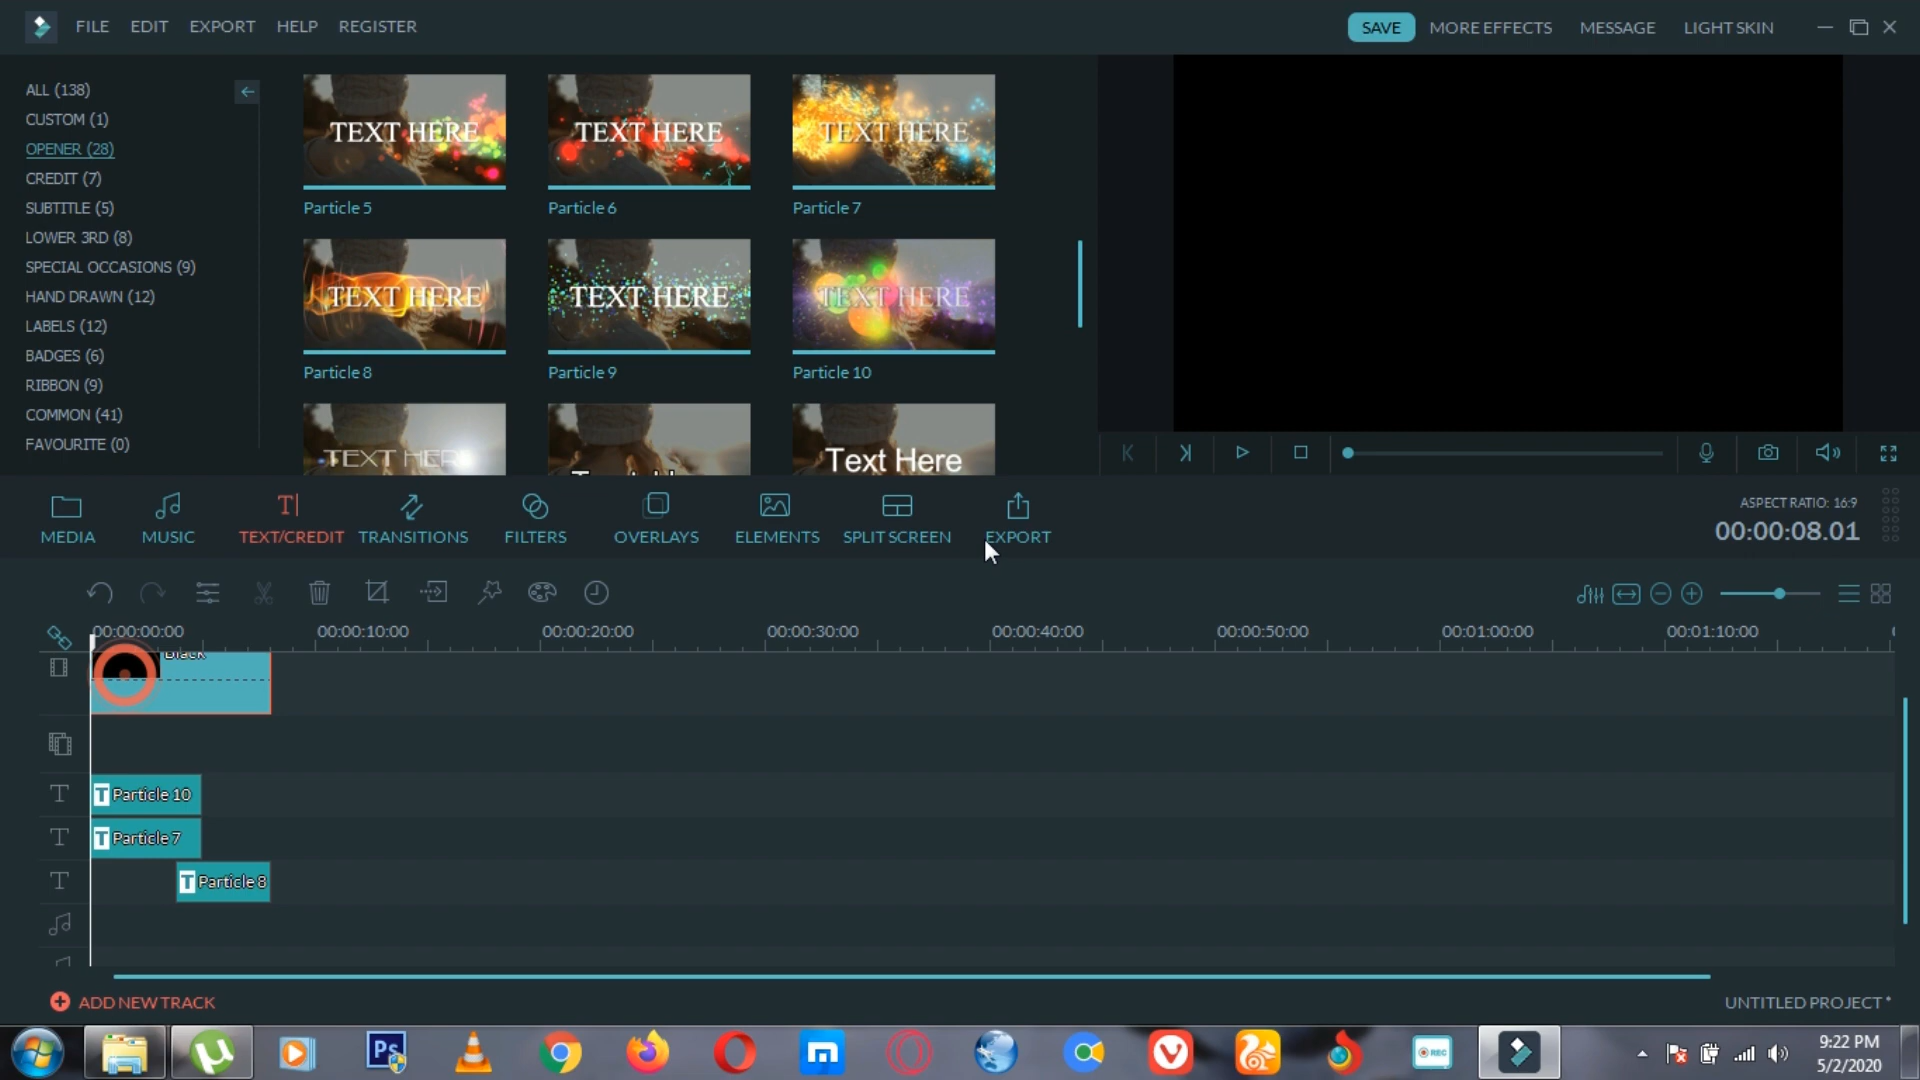 FILE EDIT EXPORT HELP REGISTER
SAVE MORE EFFECTS MESSAGE LIGHT SKIN
ALL (138)
CUSTOM (1)
OPENER (28)
CREDIT (7)
SUBTITLE (5)
LOWER 3RD (8)
SPECIAL OCCASIONS (9)
HAND DRAWN (12)
LABELS (12)
BADGES (6)
RIBBON (9)
COMMON (41)
FAVOURITE (0)
TEXT HERE TEXT HERE TEXT HERE
Particle 5 Particle 6 Particle 7
TEXT HERE TEXT HERE TEXT HERE
Particle 8 Particle 9 Particle 10
TEXT HERE Text Here Text Here
MEDIA MUSIC TEXT/CREDIT TRANSITIONS FILTERS OVERLAYS ELEMENTS SPLIT SCREEN EXPORT
ASPECT RATIO: 16:9
00:00:08.01
00:00:00:00 00:00:10:00 00:00:20:00 00:00:30:00 00:00:40:00 00:00:50:00 00:01:00:00 00:01:10:00
Black
T Particle 10
T Particle 7
T Particle 8
ADD NEW TRACK
UNTITLED PROJECT *
Ps
REC
9:22 PM
5/2/2020